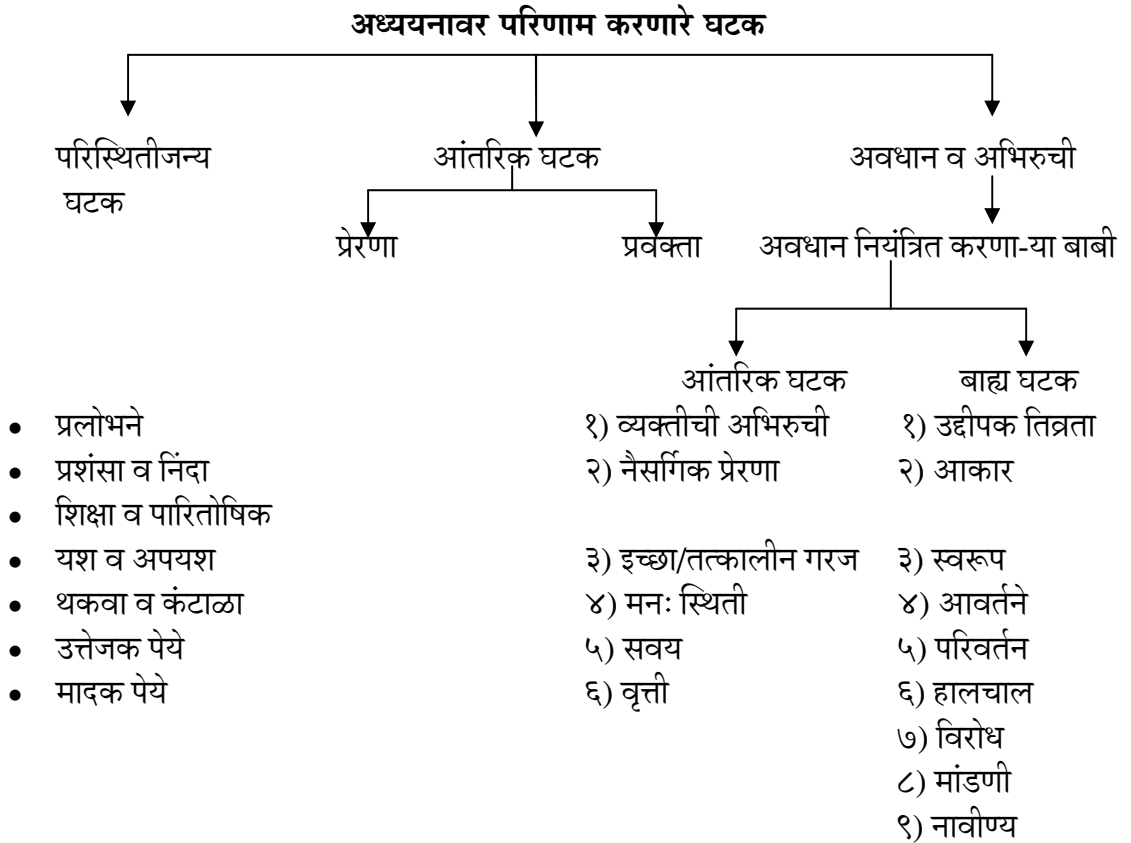 अध्ययनावर परिणाम करणारे घटक
परिस्थितीजन्य
घटक
आंतरिक घटक
अवधान व अभिरुची
प्रेरणा
प्रवक्ता
अवधान नियंत्रित करणा-या बाबी
आंतरिक घटक
बाह्य घटक
• प्रलोभने
• प्रशंसा व निंदा
• शिक्षा व पारितोषिक
• यश व अपयश
• थकवा व कंटाळा
• उत्तेजक पेये
• मादक पेये
१) व्यक्तीची अभिरुची
२) नैसर्गिक प्रेरणा
३) इच्छा/तत्कालीन गरज
४) मनः स्थिती
५) सवय
६) वृत्ती
१) उद्दीपक तिव्रता
२) आकार
३) स्वरूप
४) आवर्तने
५) परिवर्तन
६) हालचाल
७) विरोध
८) मांडणी
९) नावीण्य